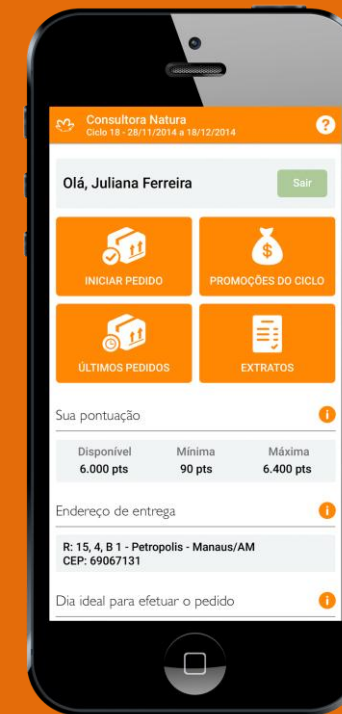 Consultora Natura
Ciclo 18 - 28/11/2014 a 18/12/2014
?
Olá, Juliana Ferreira
Sair
INICIAR PEDIDO
PROMOÇÕES DO CICLO
$
ÚLTIMOS PEDIDOS
EXTRATOS
Sua pontuação
i
Disponível Mínima Máxima
6.000 pts 90 pts 6.400 pts
Endereço de entrega
i
R: 15, 4, B 1 - Petropolis - Manaus/AM
CEP: 69067131
Dia ideal para efetuar o pedido
i